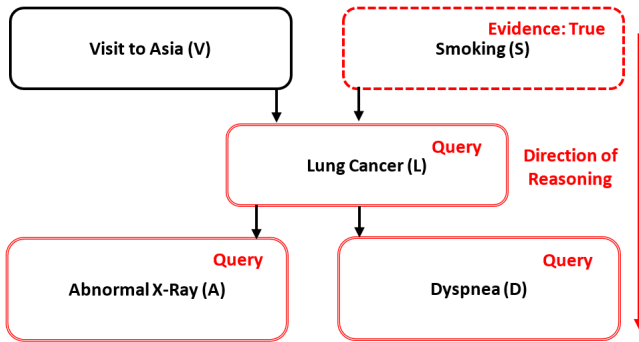 Evidence: True
Visit to Asia (V)
Smoking (S)
Query
Lung Cancer (L)
Direction of
Reasoning
Query
Abnormal X-Ray (A)
Query
Dyspnea (D)